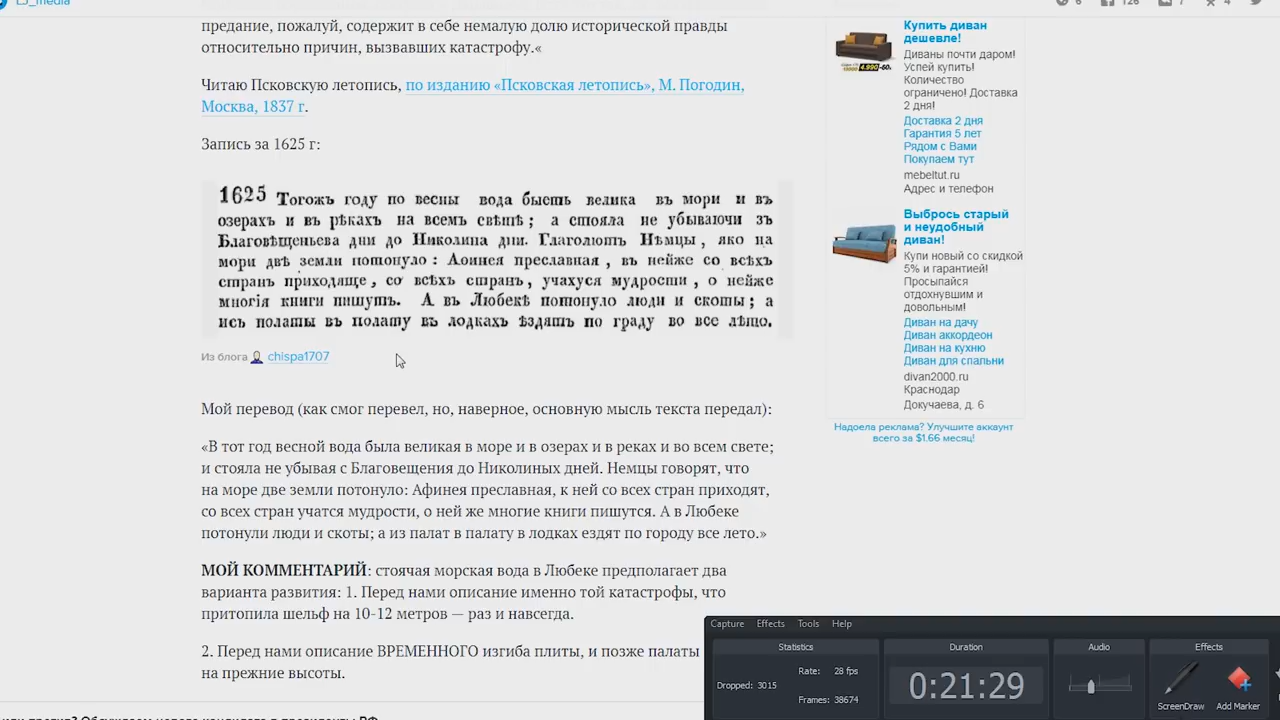 L5_media
6
126
7
4
предание, пожалуй, содержит в себе немалую долю исторической правды
относительно причин, вызвавших катастрофу.«
Читаю Псковскую летопись, по изданию «Псковская летопись», М. Погодин,
Москва, 1837 г.
Запись за 1625 г:
1625 Тогожъ году по весны вода бысть велика въ мори и въ
озерахъ и въ рѣкахъ на всемъ свѣтѣ; а стояла не убываючи зъ
Благовѣщеньева дни до Николина дни. Глаголютъ Нѣмцы, яко на
мори двѣ земли потонуло: Аѳинея преславная, въ нейже со всѣхъ
странъ приходяще, со всѣхъ странъ, учахуся мудрости, о нейже
многія книги пишутъ. А въ Любекѣ потонуло люди и скоты; а
исъ полаты въ полату въ лодкахъ ѣздятъ по граду во все лѣто.
Из блога chispa1707
Мой перевод (как смог перевел, но, наверное, основную мысль текста передал):
«В тот год весной вода была великая в море и в озерах и в реках и во всем свете;
и стояла не убывая с Благовещения до Николиных дней. Немцы говорят, что
на море две земли потонуло: Афинея преславная, к ней со всех стран приходят,
со всех стран учатся мудрости, о ней же многие книги пишутся. А в Любеке
потонули люди и скоты; а из палат в палату в лодках ездят по городу все лето.»
МОЙ КОММЕНТАРИЙ: стоячая морская вода в Любеке предполагает два
варианта развития: 1. Перед нами описание именно той катастрофы, что
притопила шельф на 10-12 метров — раз и навсегда.
2. Перед нами описание ВРЕМЕННОГО изгиба плиты, и позже палаты
на прежние высоты.
Купить диван
дешевле!
Диваны почти даром!
Успей купить!
Количество
ограничено! Доставка
2 дня!
Доставка 2 дня
Гарантия 5 лет
Рядом с Вами
Покупаем тут
mebeltut.ru
Адрес и телефон
4.990 -60%
Выбрось старый
и неудобный
диван!
Купи новый со скидкой
5% и гарантией!
Просыпайся
отдохнувшим и
довольным!
Диван на дачу
Диван аккордеон
Диван на кухню
Диван для спальни
divan2000.ru
Краснодар
Докучаева, д. 6
Надоела реклама? Улучшите аккаунт
всего за $1.66 месяц!
Capture Effects Tools Help
Statistics
Dropped: 3015
Rate: 28 fps
Frames: 38674
Duration
0:21:29
Audio
Effects
ScreenDraw
Add Marker